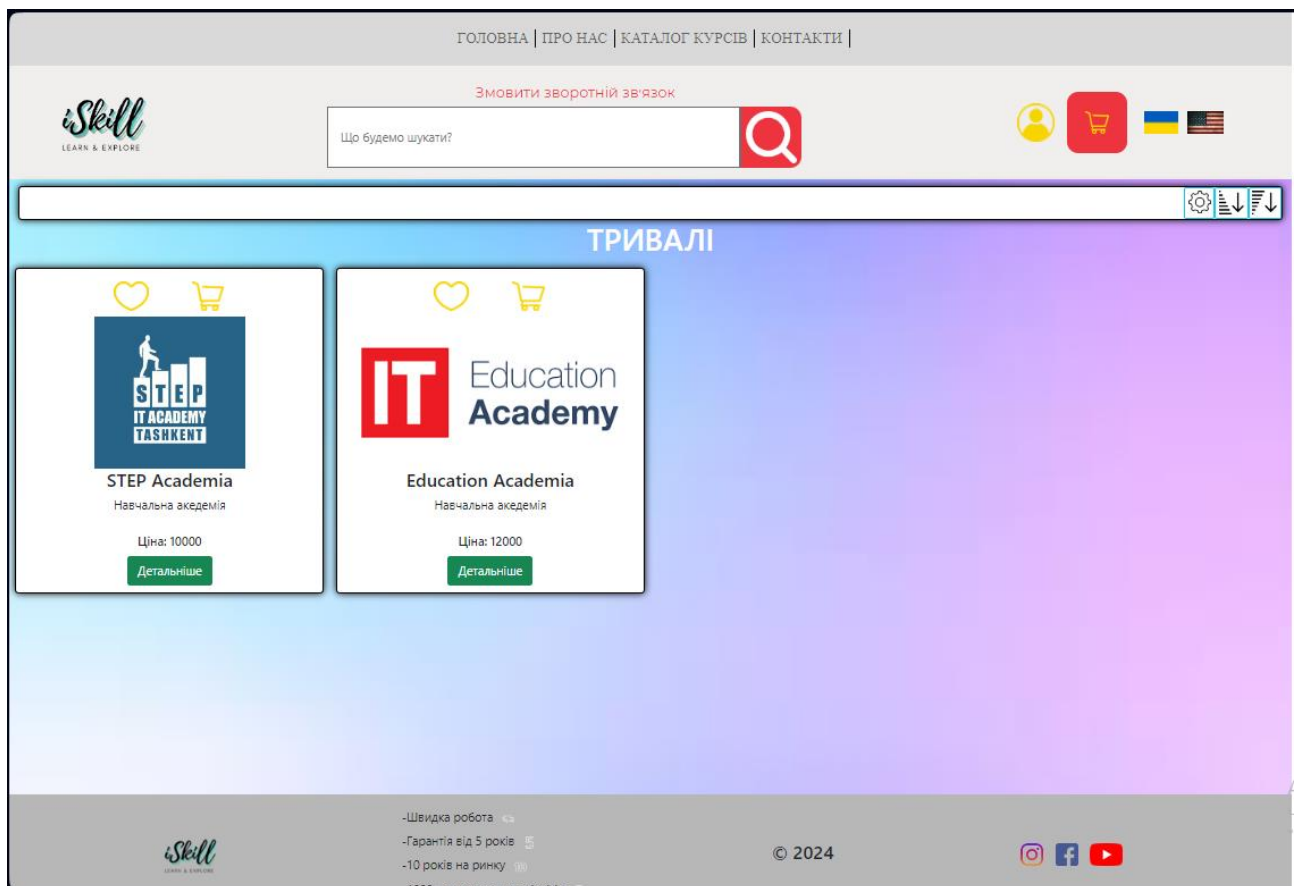 ГОЛОВНА | ПРО НАС | КАТАЛОГ КУРСІВ | КОНТАКТИ |
iSkill
LEARN & EXPLORE
Змовити зворотній зв'язок
Що будемо шукати?
ТРИВАЛІ
STEP
IT ACADEMY
TASHKENT
STEP Academia
Навчальна акедемія
Ціна: 10000
Детальніше
IT Education
Academy
Education Academia
Навчальна акедемія
Ціна: 12000
Детальніше
iSkill
LEARN & EXPLORE
-Швидка робота
-Гарантія від 5 років
-10 років на ринку
© 2024